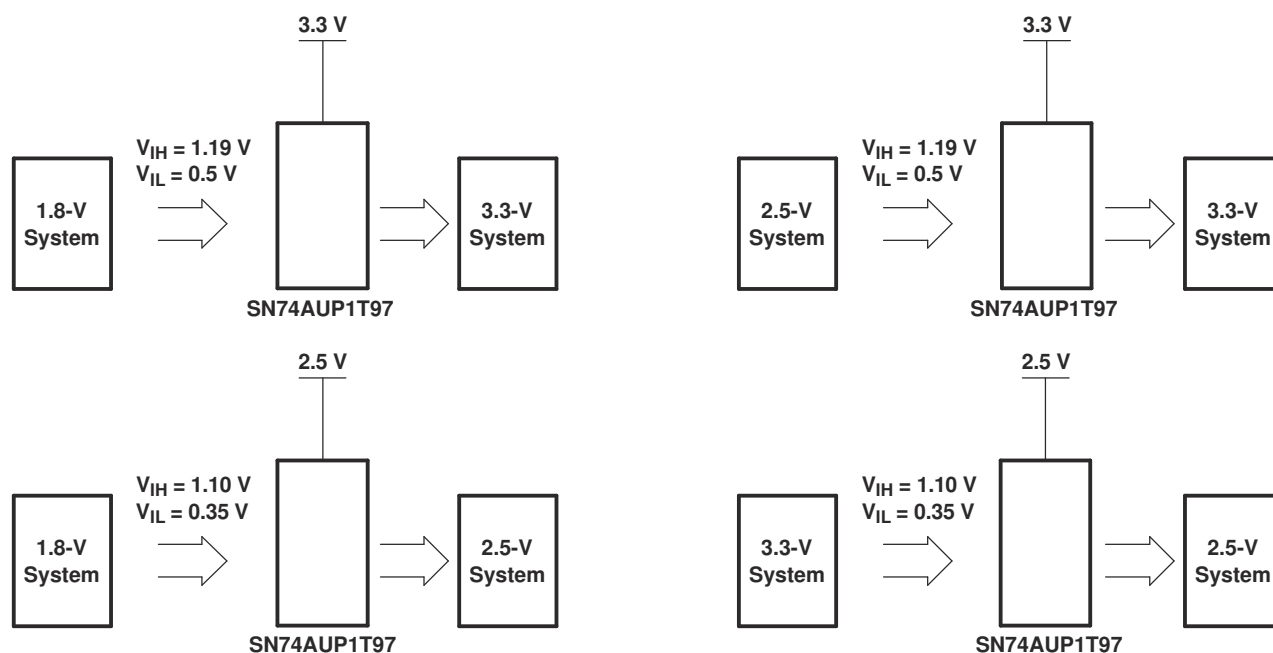 3.3 V
V_IH = 1.19 V
V_IL = 0.5 V
1.8-V
System
3.3-V
System
SN74AUP1T97
3.3 V
V_IH = 1.19 V
V_IL = 0.5 V
2.5-V
System
3.3-V
System
SN74AUP1T97
2.5 V
V_IH = 1.10 V
V_IL = 0.35 V
1.8-V
System
2.5-V
System
SN74AUP1T97
2.5 V
V_IH = 1.10 V
V_IL = 0.35 V
3.3-V
System
2.5-V
System
SN74AUP1T97